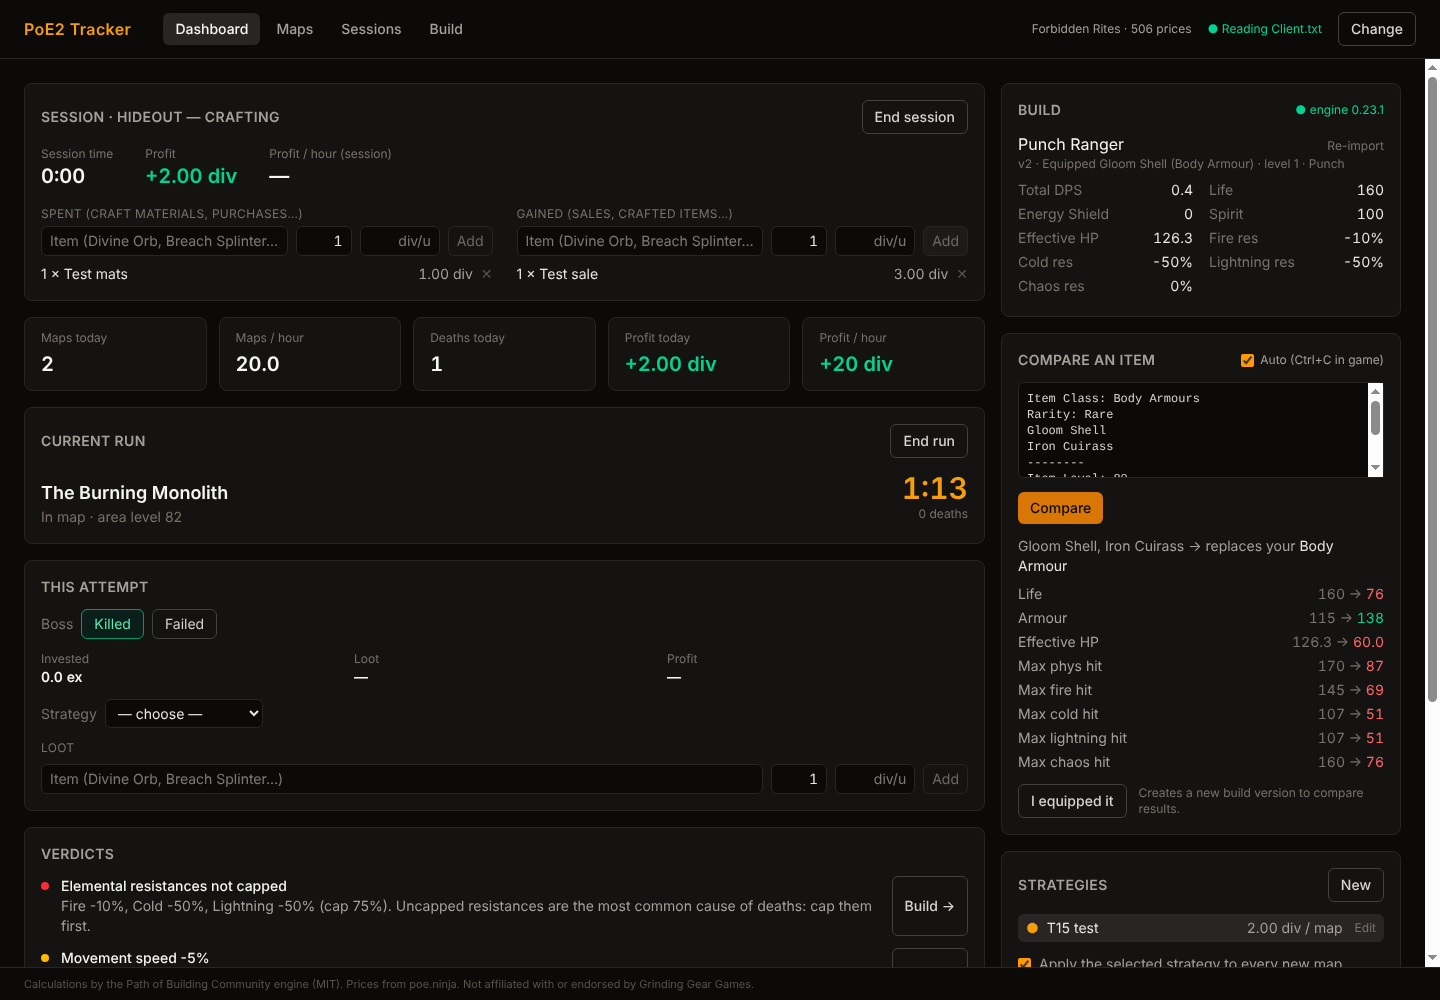 PoE2 Tracker
Dashboard
Maps
Sessions
Build
Forbidden Rites · 506 prices
Reading Client.txt
Change
SESSION · HIDEOUT — CRAFTING
End session
Session time
Profit
Profit / hour (session)
0:00
+2.00 div
—
SPENT (CRAFT MATERIALS, PURCHASES...)
GAINED (SALES, CRAFTED ITEMS...)
Item (Divine Orb, Breach Splinter...
1
div/u
Add
Item (Divine Orb, Breach Splinter...
1
div/u
Add
1 × Test mats
1.00 div ×
1 × Test sale
3.00 div ×
Maps today
2
Maps / hour
20.0
Deaths today
1
Profit today
+2.00 div
Profit / hour
+20 div
CURRENT RUN
End run
The Burning Monolith
1:13
In map · area level 82
0 deaths
THIS ATTEMPT
Boss
Killed
Failed
Invested
Loot
Profit
0.0 ex
—
—
Strategy
— choose —
LOOT
Item (Divine Orb, Breach Splinter...)
1
div/u
Add
VERDICTS
Elemental resistances not capped
Fire -10%, Cold -50%, Lightning -50% (cap 75%). Uncapped resistances are the most common cause of deaths: cap them
first.
Build →
Movement speed -5%
BUILD
engine 0.23.1
Punch Ranger
Re-import
v2 · Equipped Gloom Shell (Body Armour) · level 1 · Punch
Total DPS 0.4 Life 160
Energy Shield 0 Spirit 100
Effective HP 126.3 Fire res -10%
Cold res -50% Lightning res -50%
Chaos res 0%
COMPARE AN ITEM
Auto (Ctrl+C in game)
Item Class: Body Armours
Rarity: Rare
Gloom Shell
Iron Cuirass
--------
Item Level: 80
Compare
Gloom Shell, Iron Cuirass → replaces your Body
Armour
Life 160 → 76
Armour 115 → 138
Effective HP 126.3 → 60.0
Max phys hit 170 → 87
Max fire hit 145 → 69
Max cold hit 107 → 51
Max lightning hit 107 → 51
Max chaos hit 160 → 76
I equipped it
Creates a new build version to compare
results.
STRATEGIES
New
T15 test
2.00 div / map
Edit
Apply the selected strategy to every new map
Calculations by the Path of Building Community engine (MIT). Prices from poe.ninja. Not affiliated with or endorsed by Grinding Gear Games.